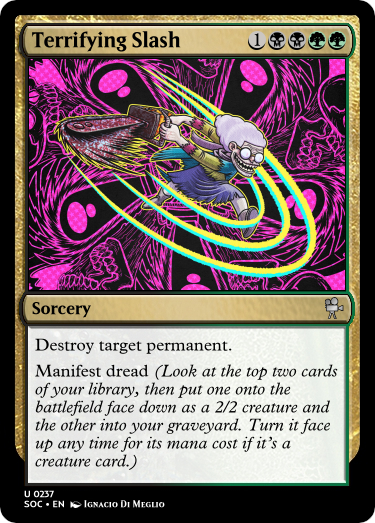 Terrifying Slash 1
Sorcery
Destroy target permanent.
Manifest dread (Look at the top two cards
of your library, then put one onto the
battlefield face down as a 2/2 creature and
the other into your graveyard. Turn it face
up any time for its mana cost if it's a
creature card.)
U 0237
SOC • EN Ignacio Di Meglio